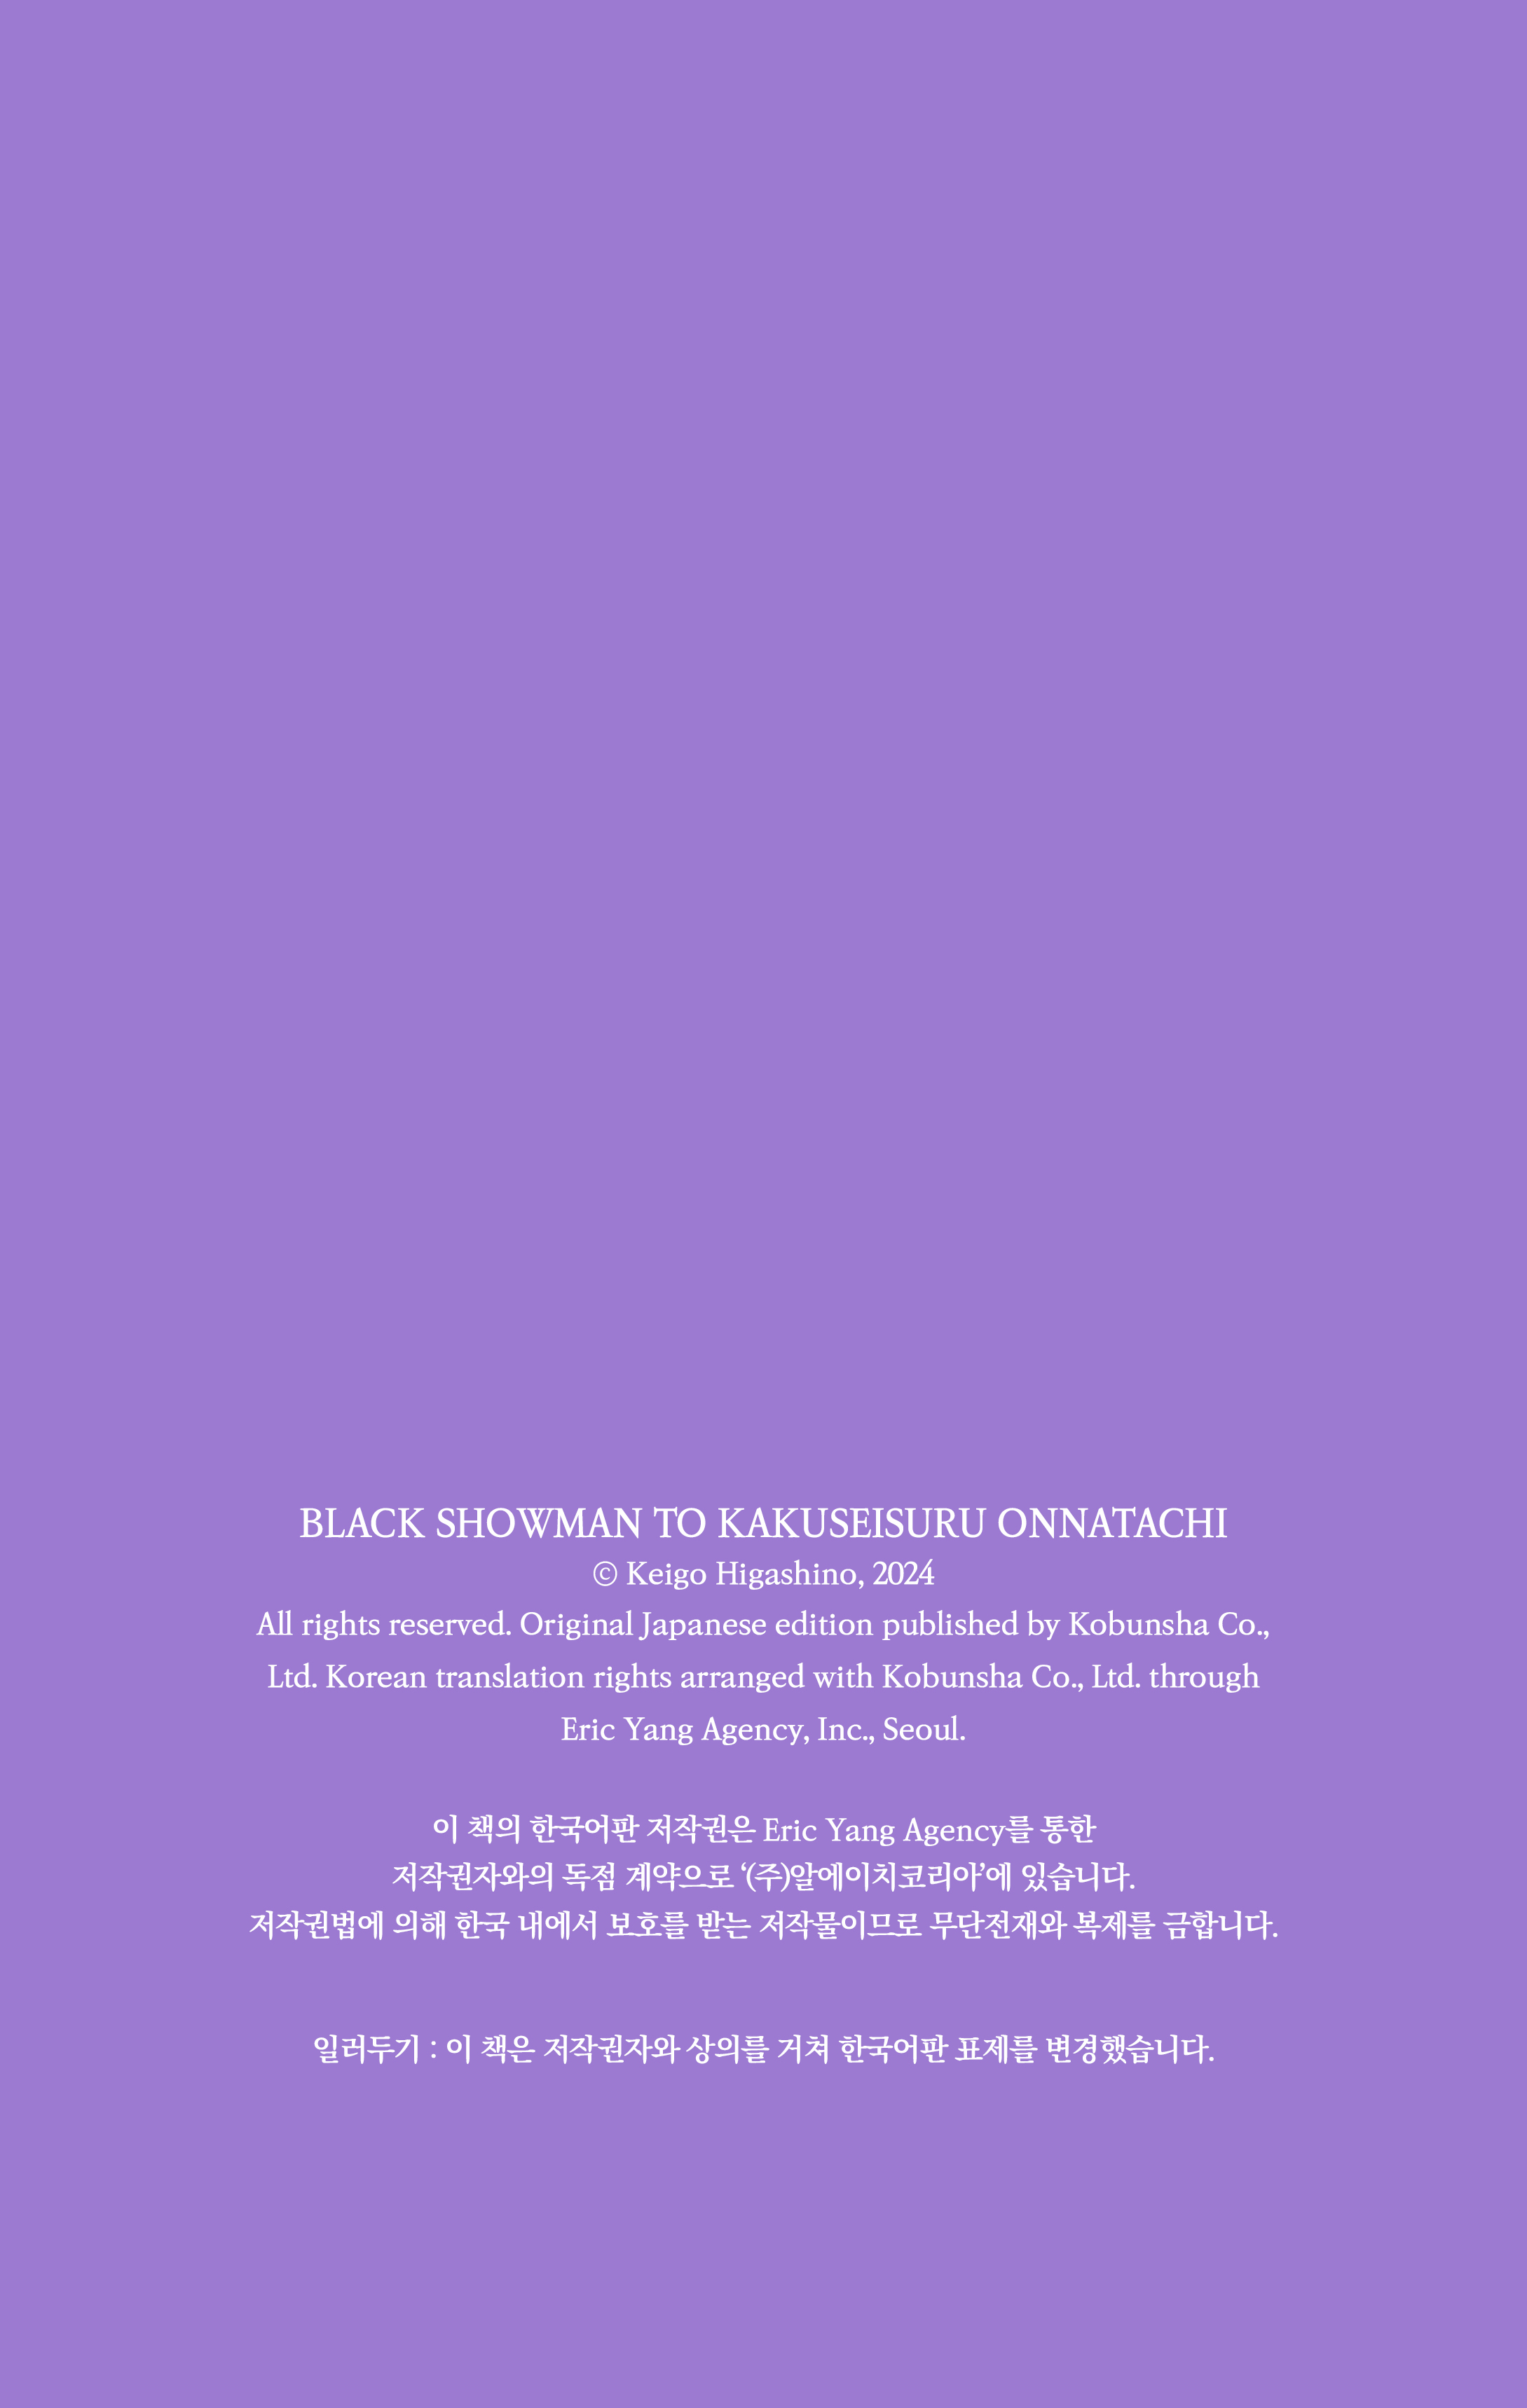 BLACK SHOWMAN TO KAKUSEISURU ONNATACHI
© Keigo Higashino, 2024
All rights reserved. Original Japanese edition published by Kobunsha Co.,
Ltd. Korean translation rights arranged with Kobunsha Co., Ltd. through
Eric Yang Agency, Inc., Seoul.
이 책의 한국어판 저작권은 Eric Yang Agency를 통한
저작권자와의 독점 계약으로 ‘(주)알에이치코리아’에 있습니다.
저작권법에 의해 한국 내에서 보호를 받는 저작물이므로 무단전재와 복제를 금합니다.
일러두기 : 이 책은 저작권자와 상의를 거쳐 한국어판 표제를 변경했습니다.